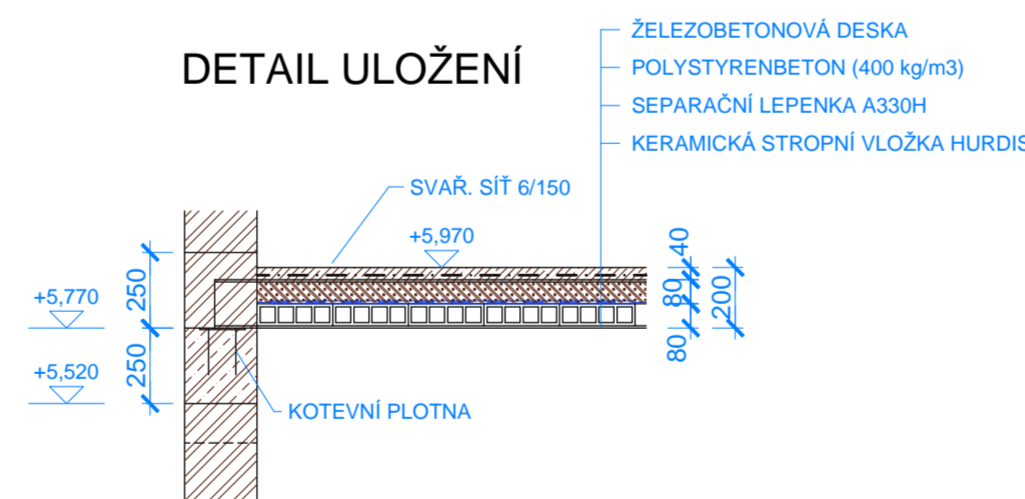 DETAIL ULOŽENÍ
ŽELEZOBETONOVÁ DESKA
POLYSTYRENBETON (400 kg/m3)
SEPARAČNÍ LEPENKA A330H
KERAMICKÁ STROPNÍ VLOŽKA HURDIS
SVAŘ. SÍŤ 6/150
+5,970
40
80
80
200
250
+5,770
250
+5,520
KOTEVNÍ PLOTNA